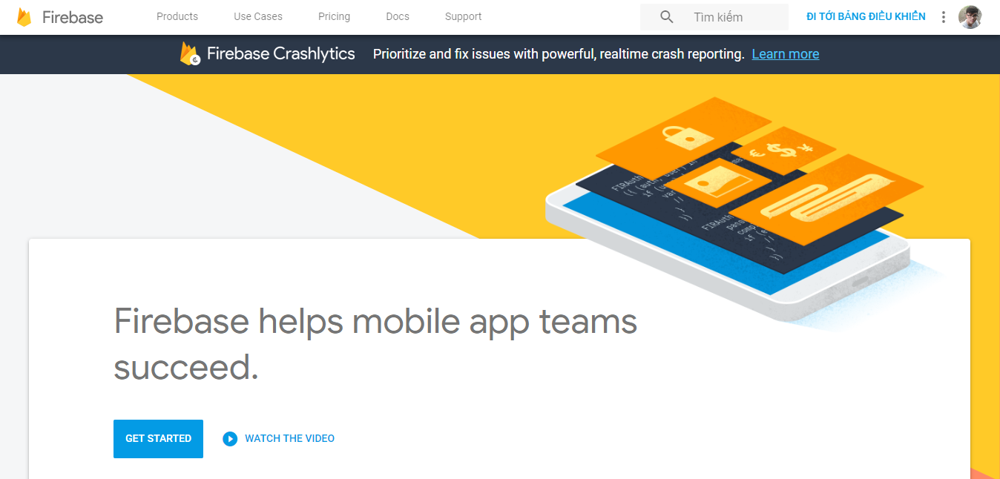 Firebase
Products
Use Cases
Pricing
Docs
Support
Tìm kiếm
ĐI TỚI BẢNG ĐIỀU KHIỂN
Firebase Crashlytics
Prioritize and fix issues with powerful, realtime crash reporting. Learn more
Firebase helps mobile app teams
succeed.
GET STARTED
WATCH THE VIDEO